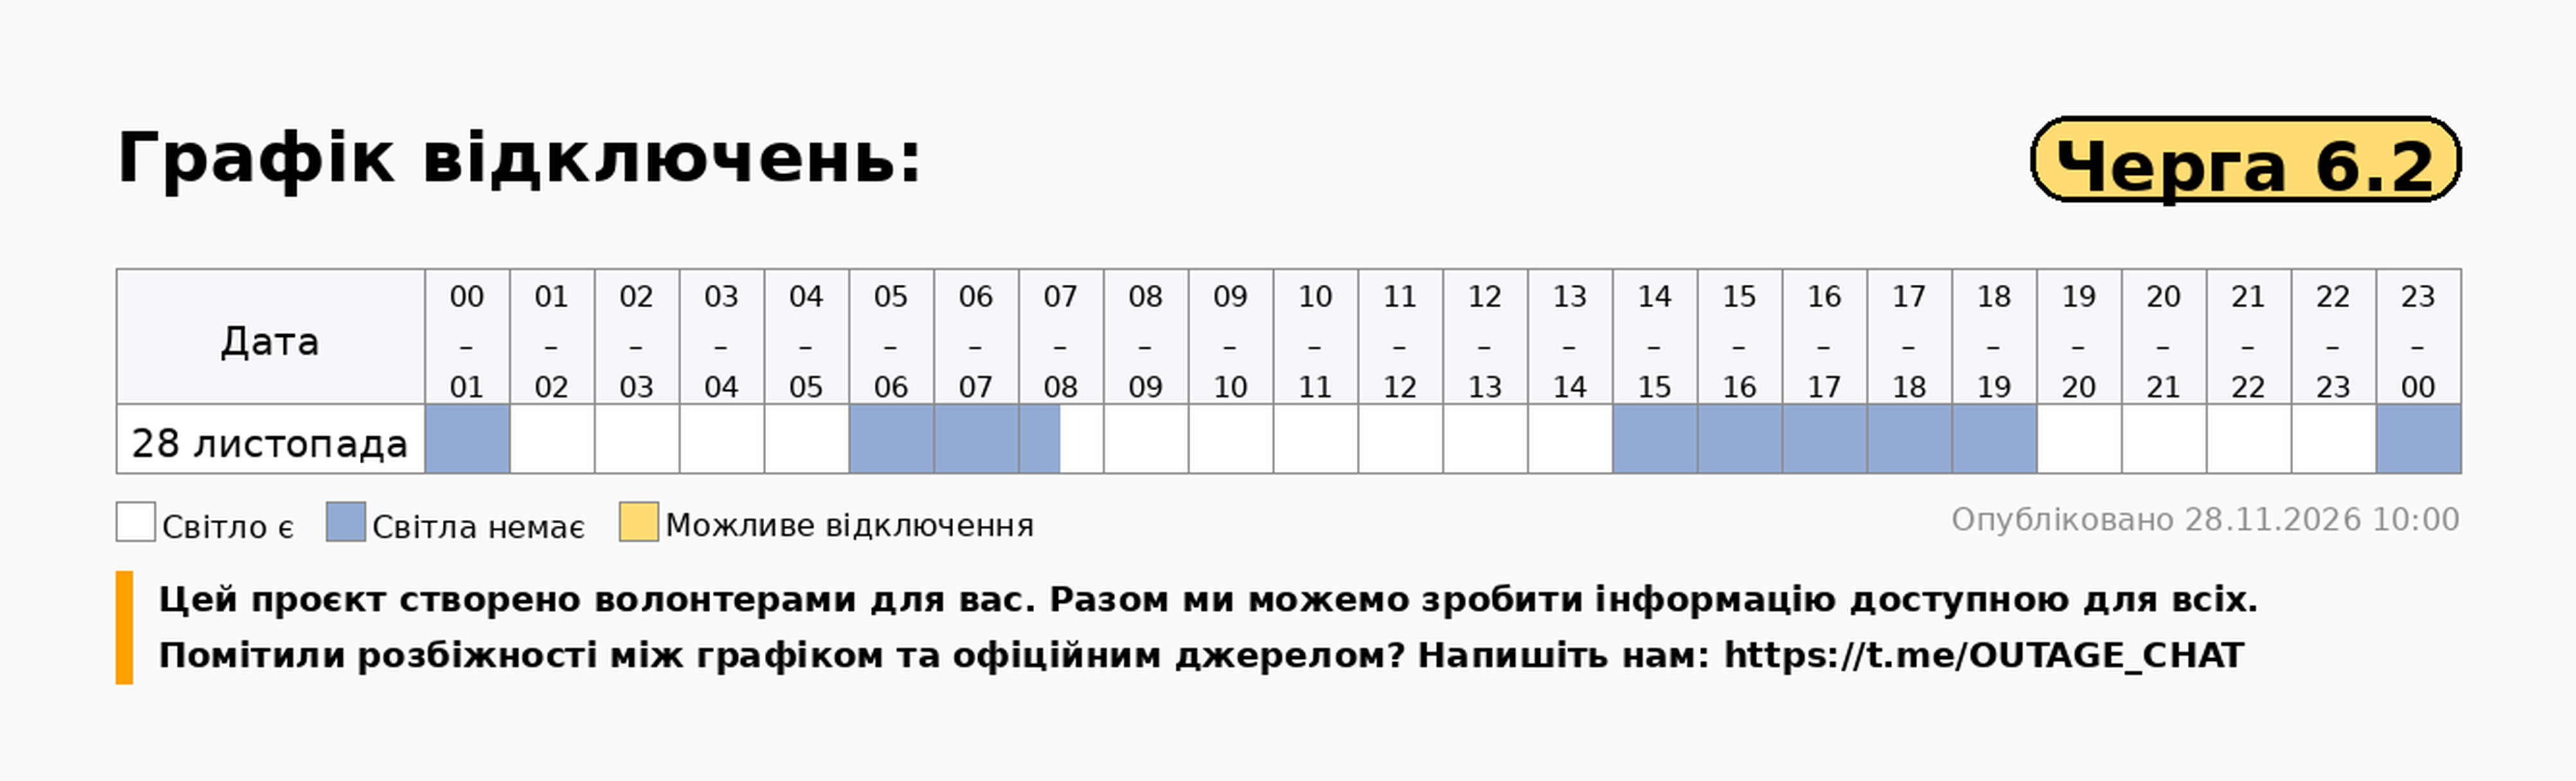 Графік відключень:
Черга 6.2
Дата
00 – 01
01 – 02
02 – 03
03 – 04
04 – 05
05 – 06
06 – 07
07 – 08
08 – 09
09 – 10
10 – 11
11 – 12
12 – 13
13 – 14
14 – 15
15 – 16
16 – 17
17 – 18
18 – 19
19 – 20
20 – 21
21 – 22
22 – 23
23 – 00
28 листопада
Світло є
Світла немає
Можливе відключення
Опубліковано 28.11.2026 10:00
Цей проєкт створено волонтерами для вас. Разом ми можемо зробити інформацію доступною для всіх.
Помітили розбіжності між графіком та офіційним джерелом? Напишіть нам: https://t.me/OUTAGE_CHAT